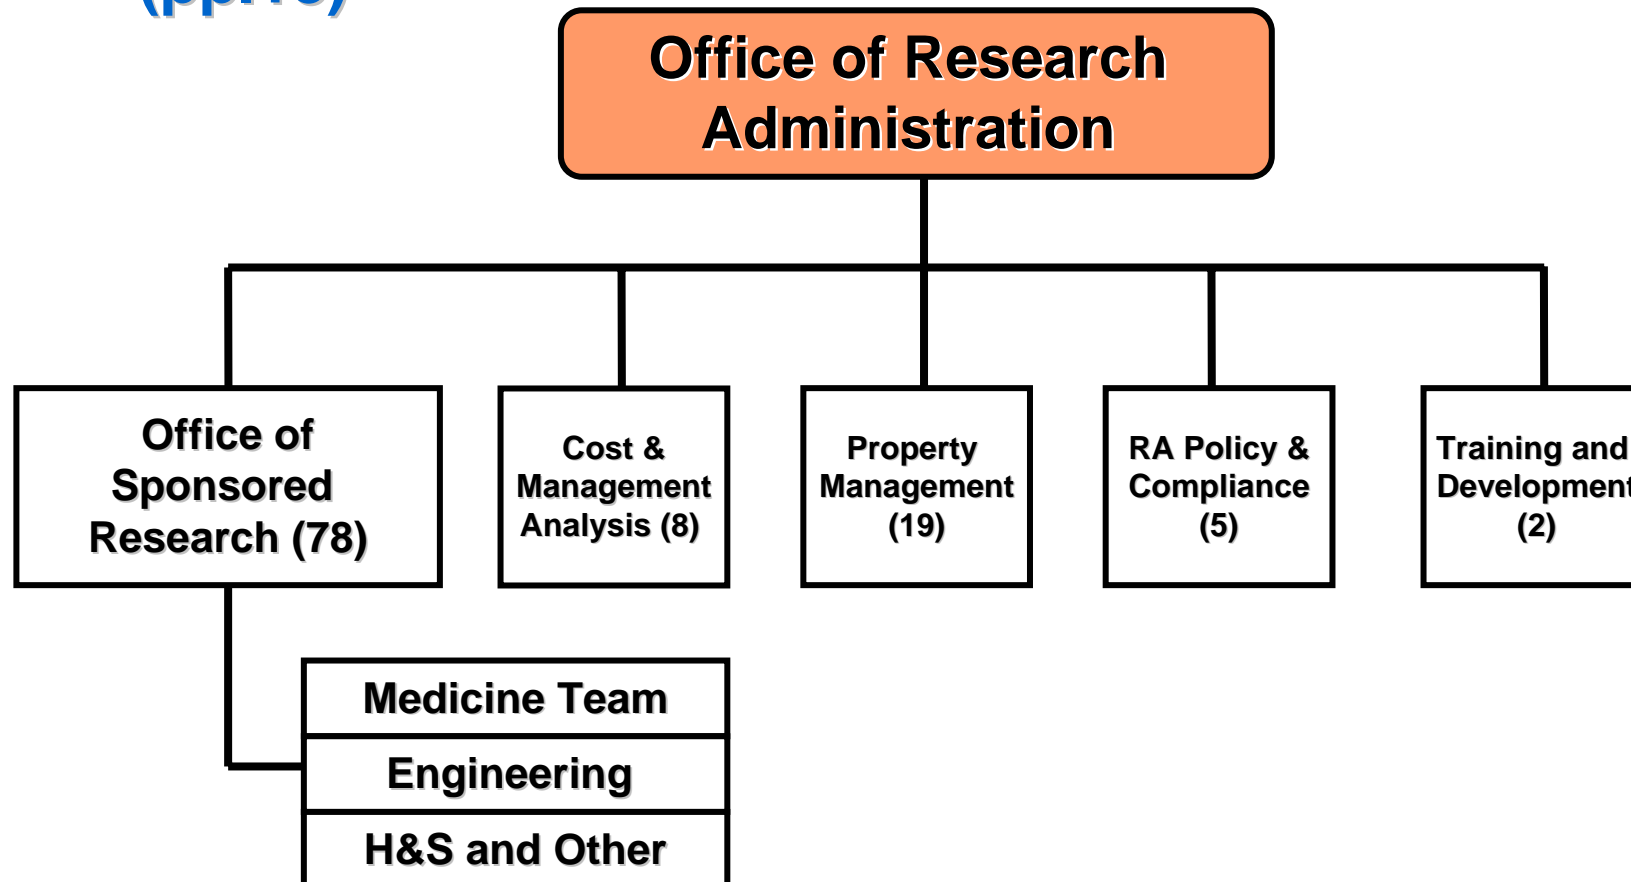 Office of Research
Administration
Office of
Sponsored
Research (78)
Cost &
Management
Analysis (8)
Property
Management
(19)
RA Policy &
Compliance
(5)
Training and
Development
(2)
Medicine Team
Engineering
H&S and Other